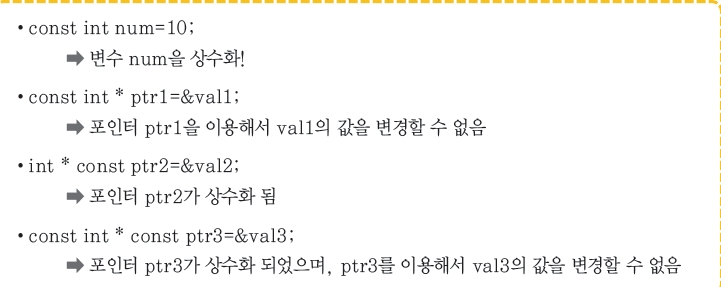 • const int num=10;
➡ 변수 num을 상수화!
• const int * ptr1=&val1;
➡ 포인터 ptr1을 이용해서 val1의 값을 변경할 수 없음
• int * const ptr2=&val2;
➡ 포인터 ptr2가 상수화 됨
• const int * const ptr3=&val3;
➡ 포인터 ptr3가 상수화 되었으며, ptr3를 이용해서 val3의 값을 변경할 수 없음